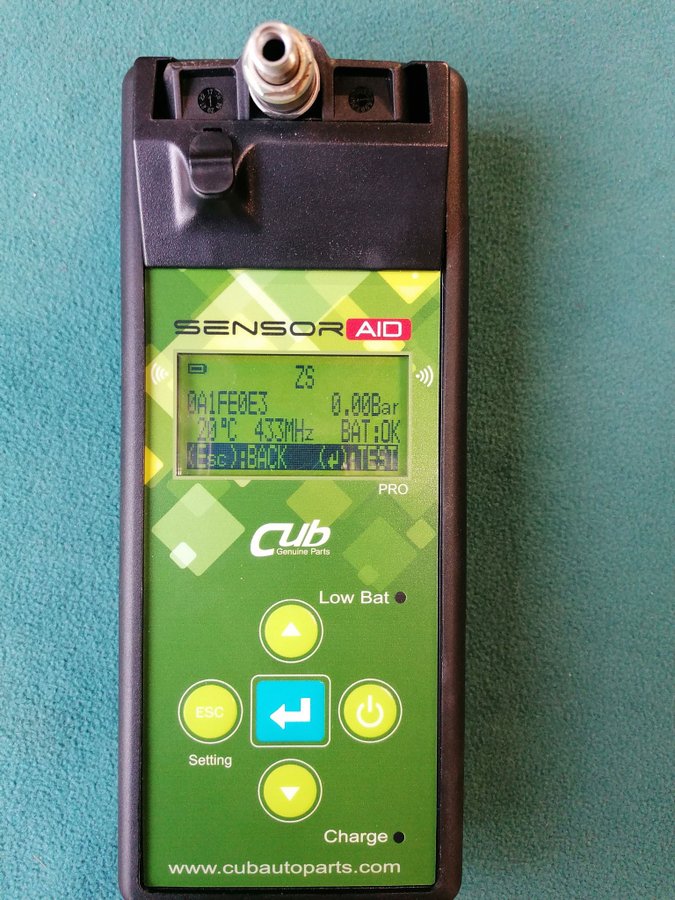 SENSOR AID
ZS
0A1FE0E3 0.00Bar
20°C 433MHz BAT:OK
(Esc):BACK (↵):TEST
PRO
Cub
Genuine Parts
Low Bat
ESC
Setting
Charge
www.cubautoparts.com